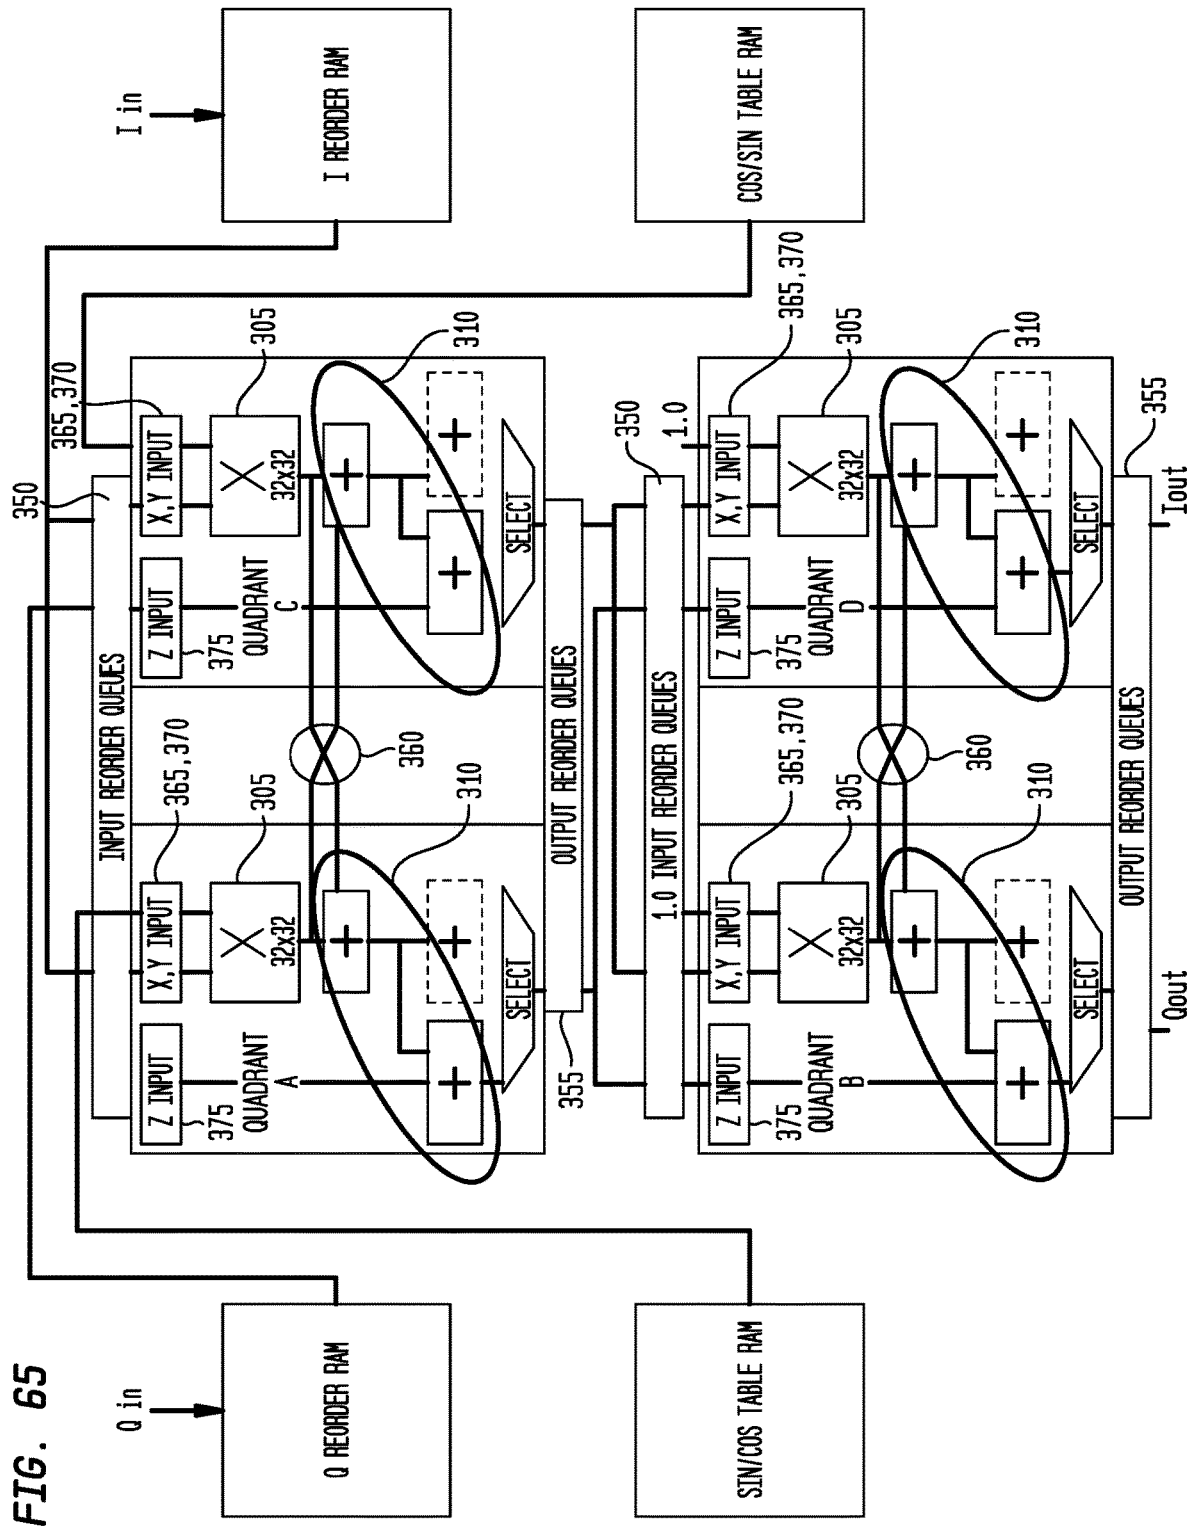 FIG. 65
Q in
I in
Q REORDER RAM
I REORDER RAM
SIN/COS TABLE RAM
COS/SIN TABLE RAM
INPUT REORDER QUEUES
350
Z INPUT
375
X,Y INPUT
365,370
QUADRANT
A
32x32
305
310
SELECT
360
Z INPUT
375
X,Y INPUT
365,370
QUADRANT
C
32x32
305
310
SELECT
OUTPUT REORDER QUEUES
355
1.0 INPUT REORDER QUEUES
350
1.0
Z INPUT
375
X,Y INPUT
365,370
QUADRANT
B
32x32
305
310
SELECT
360
Z INPUT
375
X,Y INPUT
365,370
QUADRANT
D
32x32
305
310
SELECT
OUTPUT REORDER QUEUES
355
Qout
Iout